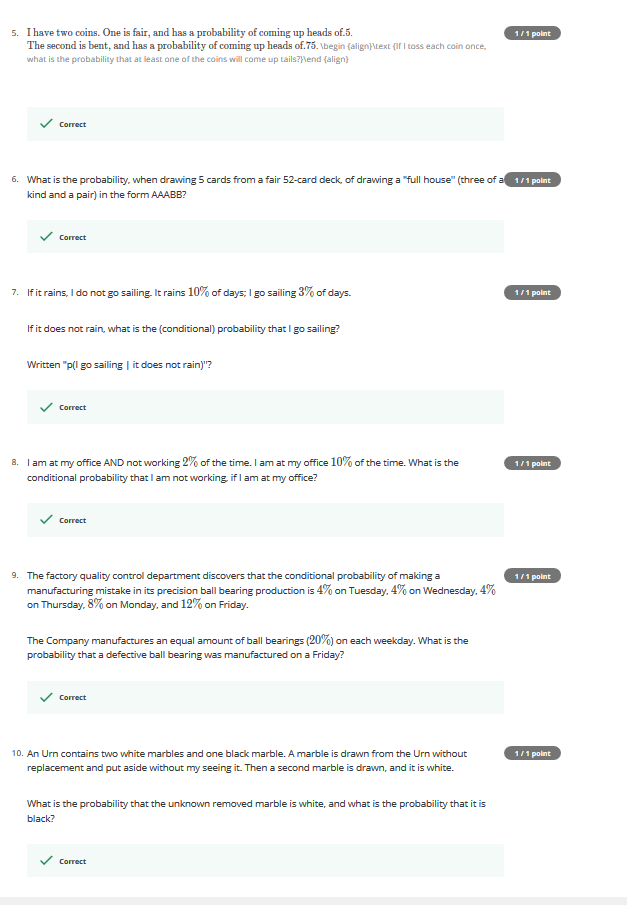 5. I have two coins. One is fair, and has a probability of coming up heads of.5.
1 / 1 point
The second is bent, and has a probability of coming up heads of.75. \begin {align}\text {If I toss each coin once,
what is the probability that at least one of the coins will come up tails?}\end {align}
Correct
6. What is the probability, when drawing 5 cards from a fair 52-card deck, of drawing a "full house" (three of a
1 / 1 point
kind and a pair) in the form AAABB?
Correct
7. If it rains, I do not go sailing. It rains 10% of days; I go sailing 3% of days.
1 / 1 point
If it does not rain, what is the (conditional) probability that I go sailing?
Written "p(I go sailing | it does not rain)"?
Correct
8. I am at my office AND not working 2% of the time. I am at my office 10% of the time. What is the
1 / 1 point
conditional probability that I am not working, if I am at my office?
Correct
9. The factory quality control department discovers that the conditional probability of making a
1 / 1 point
manufacturing mistake in its precision ball bearing production is 4% on Tuesday, 4% on Wednesday, 4%
on Thursday, 8% on Monday, and 12% on Friday.
The Company manufactures an equal amount of ball bearings (20%) on each weekday. What is the
probability that a defective ball bearing was manufactured on a Friday?
Correct
10. An Urn contains two white marbles and one black marble. A marble is drawn from the Urn without
1 / 1 point
replacement and put aside without my seeing it. Then a second marble is drawn, and it is white.
What is the probability that the unknown removed marble is white, and what is the probability that it is
black?
Correct